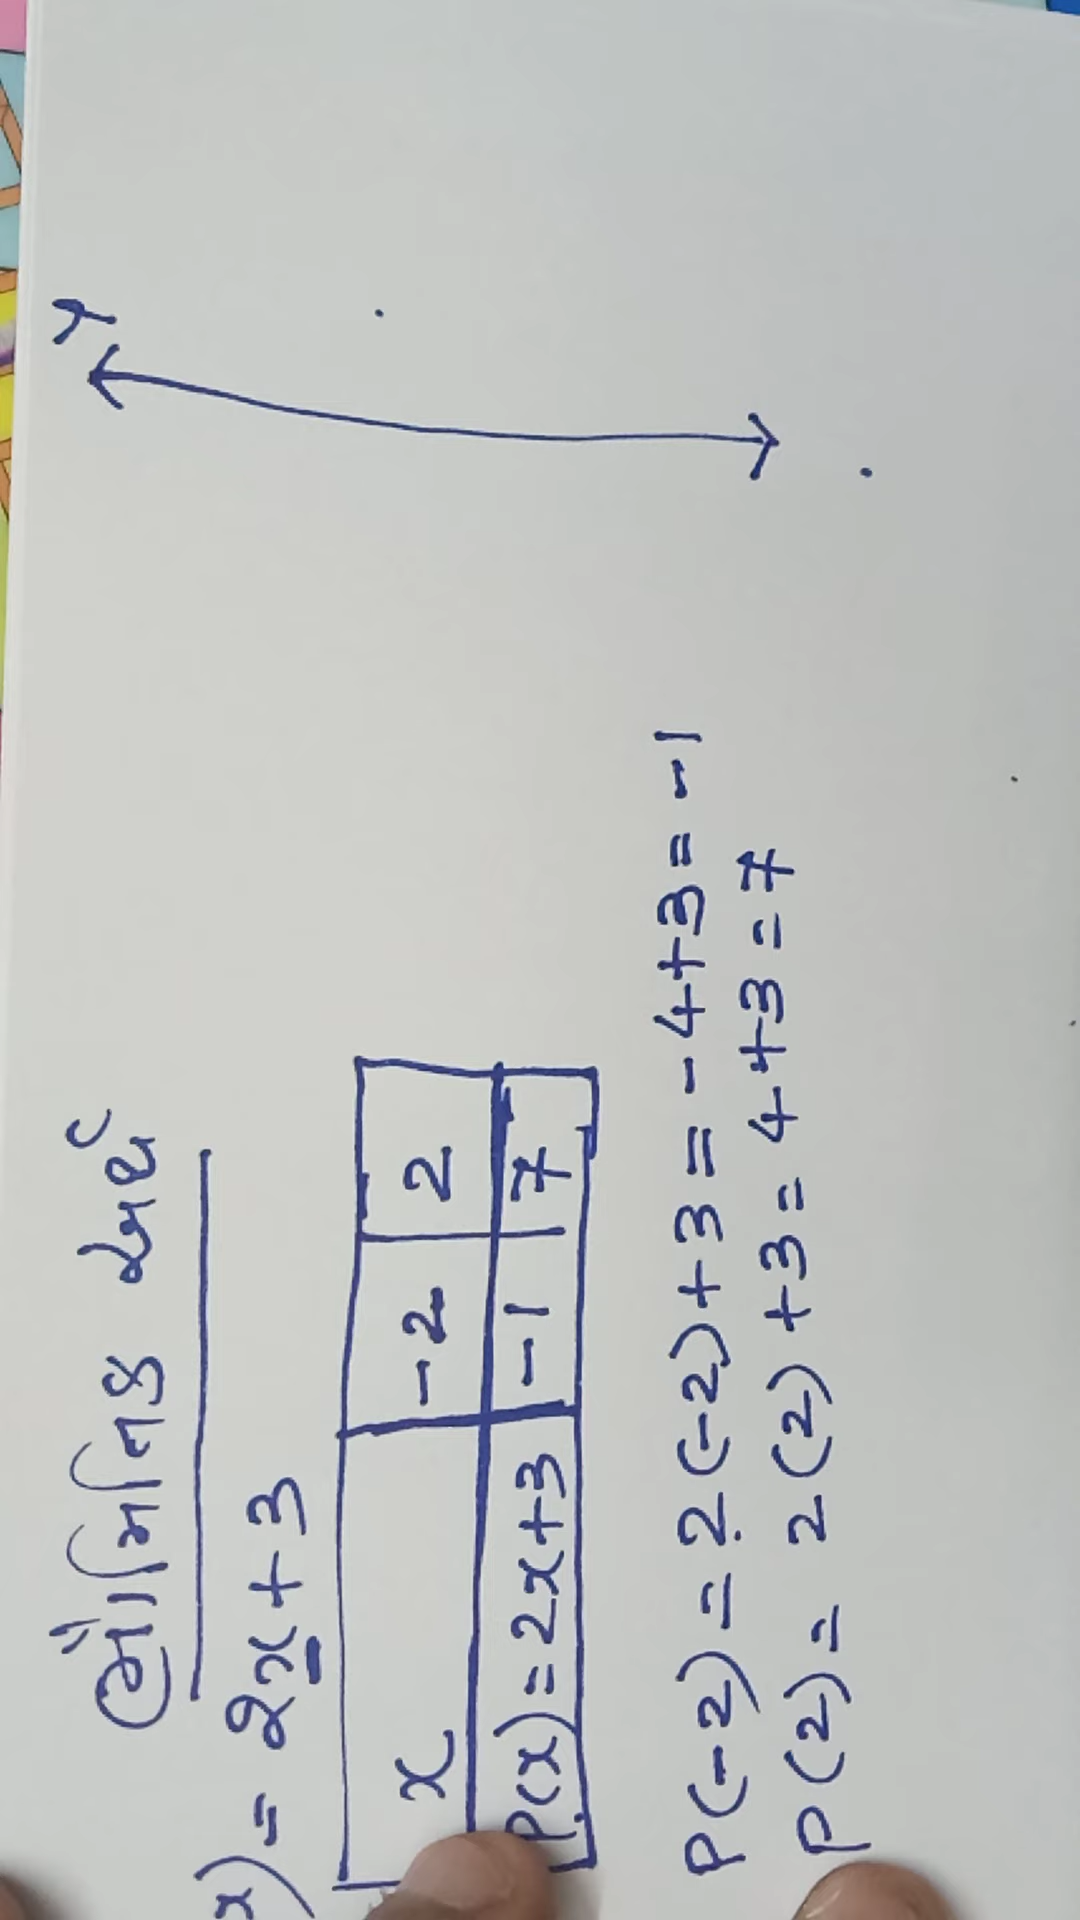 ભૌમિતિક અર્થ
x) = 2x + 3
x -2 2
P(x) = 2x+3 -1 7
P(-2) = 2(-2)+3 = -4+3 = -1
P(2) = 2(2) +3 = 4+3 = 7
Y